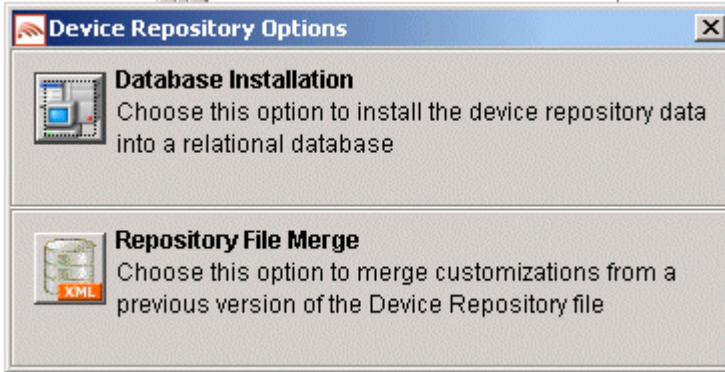 Device Repository Options
Database Installation
Choose this option to install the device repository data
into a relational database
Repository File Merge
XML
Choose this option to merge customizations from a
previous version of the Device Repository file